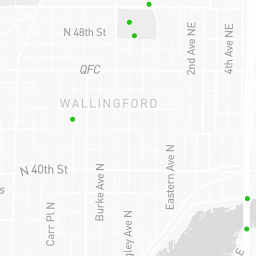 N 48th St
2nd Ave NE
4th Ave NE
QFC
WALLINGFORD
N 40th St
Eastern Ave N
Burke Ave N
Carr Pl N
gley Ave N
s
E